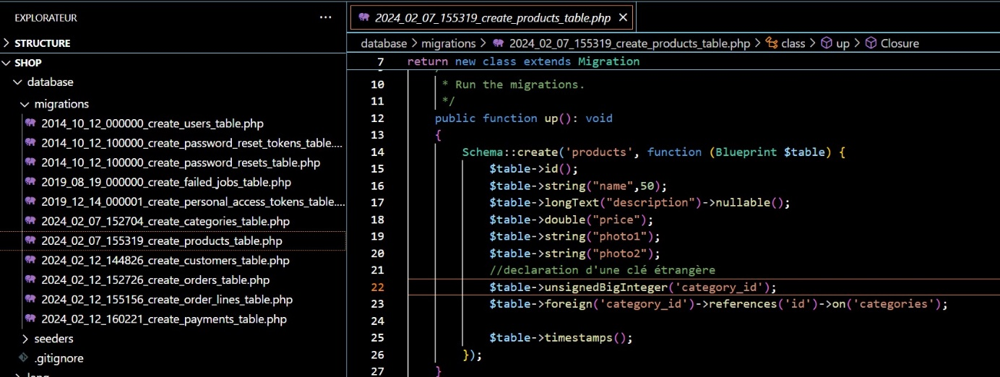 EXPLORATEUR
...
STRUCTURE
SHOP
database
migrations
2014_10_12_000000_create_users_table.php
2014_10_12_100000_create_password_reset_tokens_table....
2014_10_12_100000_create_password_resets_table.php
2019_08_19_000000_create_failed_jobs_table.php
2019_12_14_000001_create_personal_access_tokens_table....
2024_02_07_152704_create_categories_table.php
2024_02_07_155319_create_products_table.php
2024_02_12_144826_create_customers_table.php
2024_02_12_152726_create_orders_table.php
2024_02_12_155156_create_order_lines_table.php
2024_02_12_160221_create_payments_table.php
seeders
.gitignore
2024_02_07_155319_create_products_table.php
database > migrations > 2024_02_07_155319_create_products_table.php > class > up > Closure
7 return new class extends Migration
10 * Run the migrations.
11 */
12 public function up(): void
13 {
14 Schema::create('products', function (Blueprint $table) {
15 $table->id();
16 $table->string("name",50);
17 $table->longText("description")->nullable();
18 $table->double("price");
19 $table->string("photo1");
20 $table->string("photo2");
21 //declaration d'une clé étrangère
22 $table->unsignedBigInteger('category_id');
23 $table->foreign('category_id')->references('id')->on('categories');
24
25 $table->timestamps();
26 });
27 }